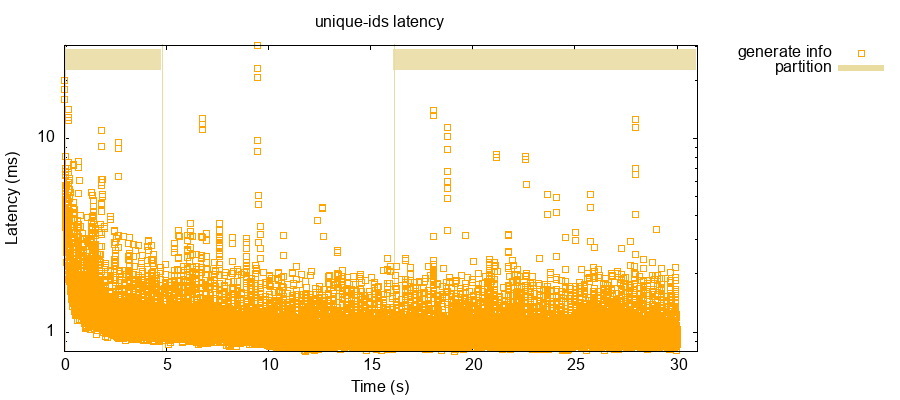 unique-ids latency
generate info
partition
Latency (ms)
10
1
0 5 10 15 20 25 30
Time (s)